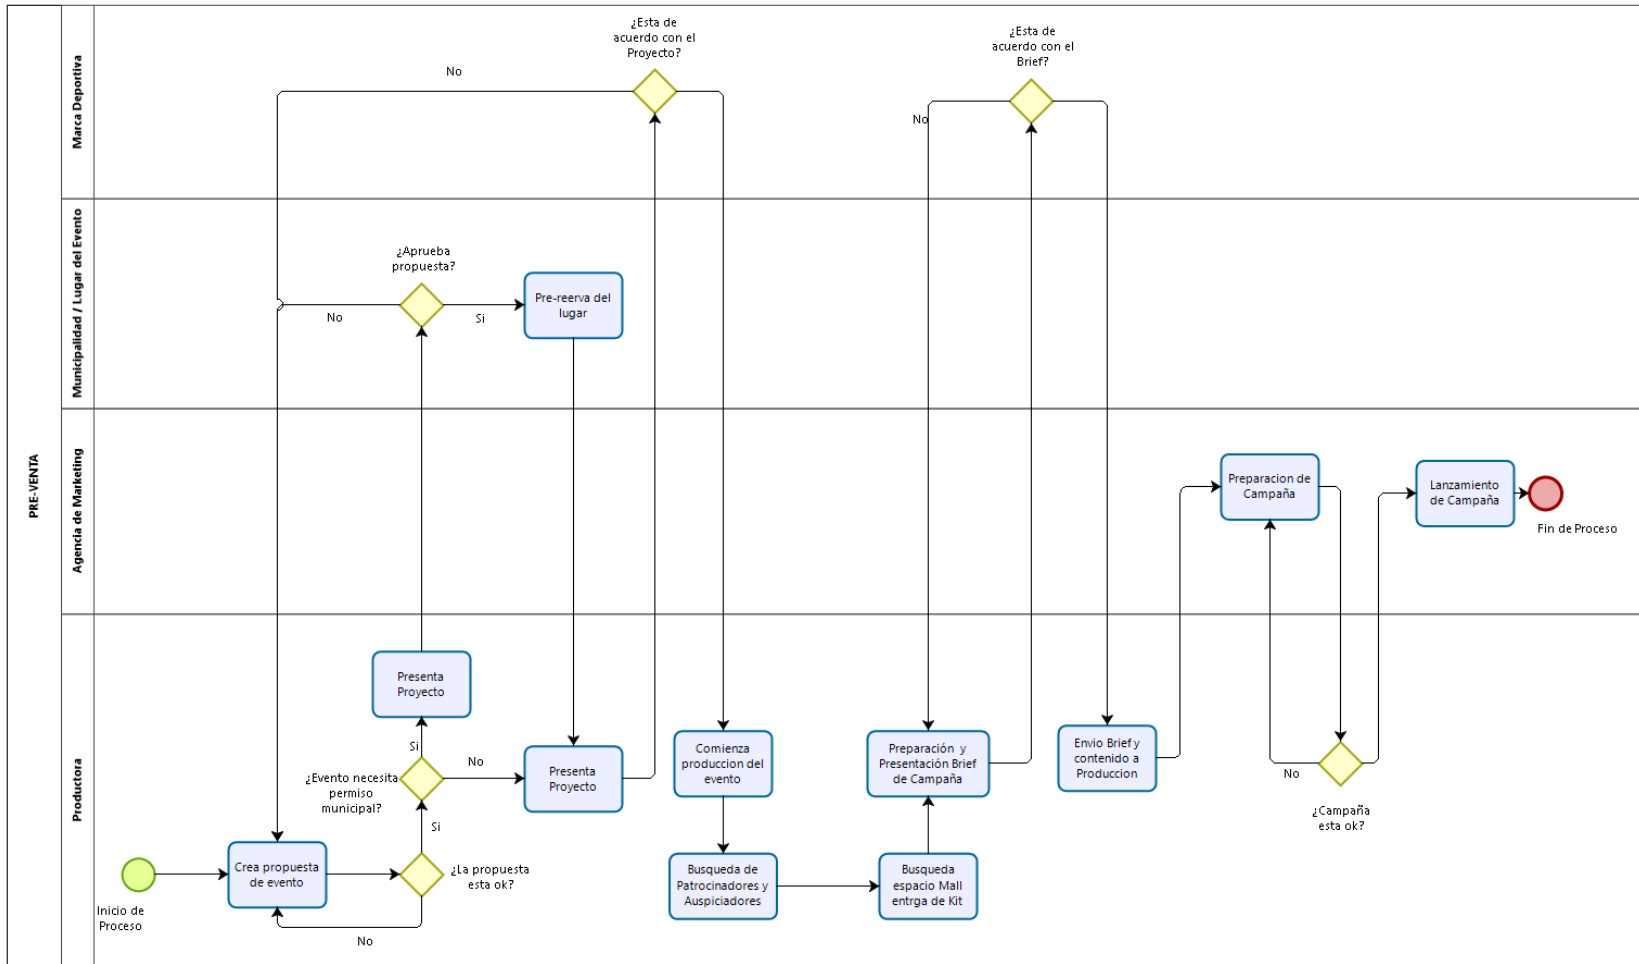 PRE-VENTA
Marca Deportiva
¿Esta de
acuerdo con el
Proyecto?
No
¿Esta de
acuerdo con el
Brief?
No
Municipalidad / Lugar del Evento
¿Aprueba
propuesta?
No
Si
Pre-reerva del
lugar
Agencia de Marketing
Preparacion de
Campaña
Lanzamiento
de Campaña
Fin de Proceso
Productora
Presenta
Proyecto
Si
¿Evento necesita
permiso
municipal?
No
Presenta
Proyecto
Si
Comienza
produccion del
evento
Preparación y
Presentación Brief
de Campaña
Envio Brief y
contenido a
Produccion
No
¿Campaña
esta ok?
Inicio de
Proceso
Crea propuesta
de evento
¿La propuesta
esta ok?
No
Busqueda de
Patrocinadores y
Auspiciadores
Busqueda
espacio Mall
entrga de Kit